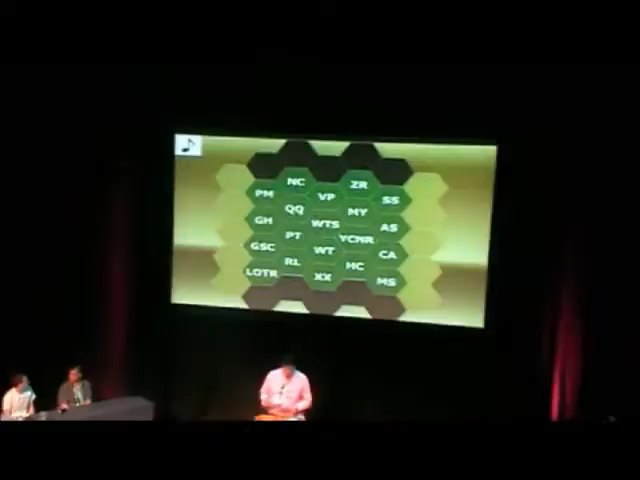 NC ZR
PM VP SS
QQ MY
GH WTS AS
PT YCNR
GSC WT CA
RL HC
LOTR XX MS